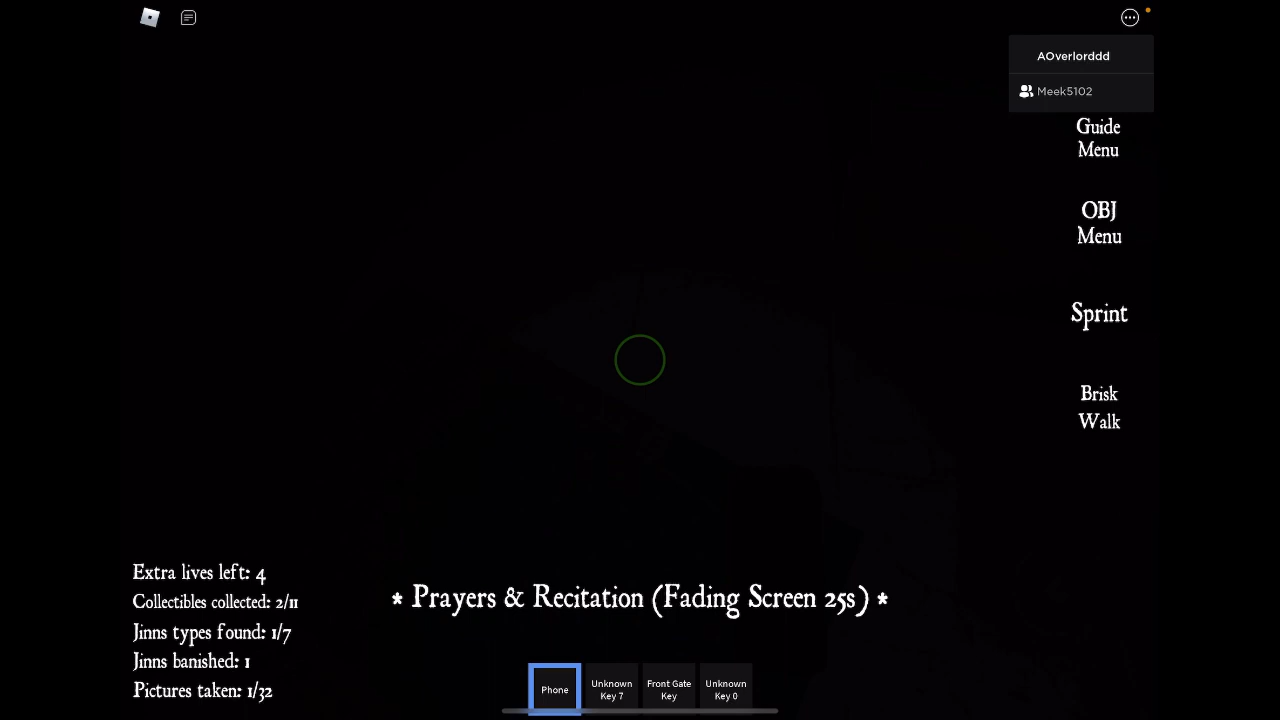 AOverlorddd
Meek5102
Guide
Menu
OBJ
Menu
Sprint
Brisk
Walk
Extra lives left: 4
Collectibles collected: 2/11
Jinns types found: 1/7
Jinns banished: 1
Pictures taken: 1/32
* Prayers & Recitation (Fading Screen 25s) *
Phone
Unknown
Key 7
Front Gate
Key
Unknown
Key 0